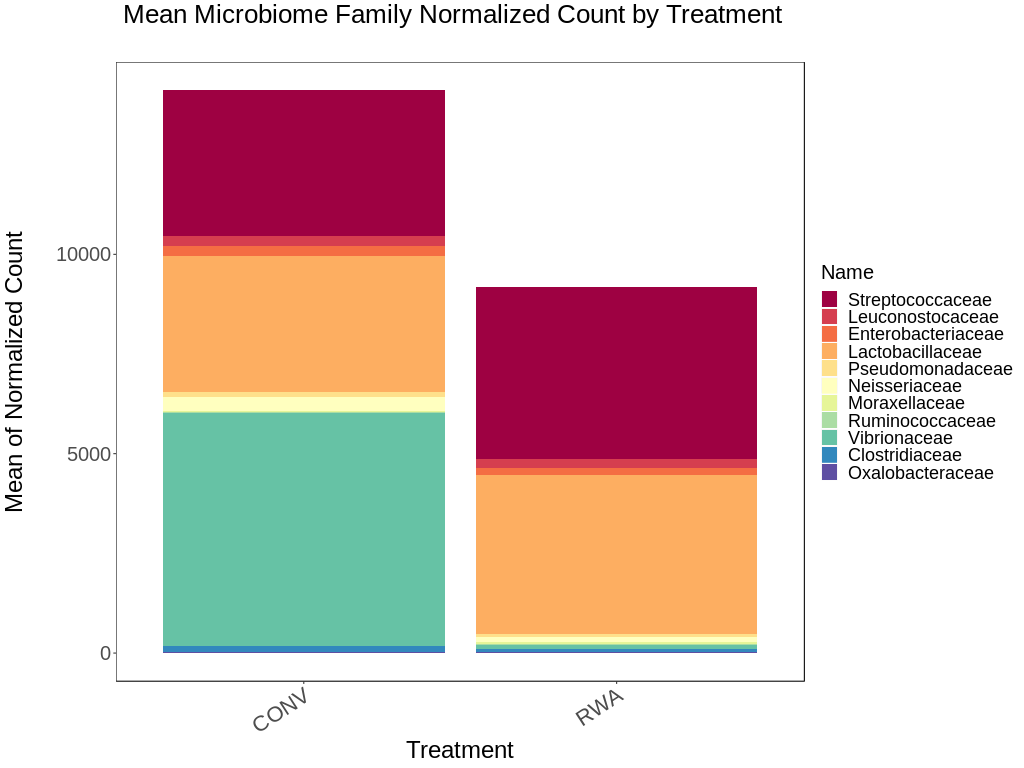 Mean Microbiome Family Normalized Count by Treatment
Mean of Normalized Count
10000
5000
0
CONV
RWA
Treatment
Name
Streptococcaceae
Leuconostocaceae
Enterobacteriaceae
Lactobacillaceae
Pseudomonadaceae
Neisseriaceae
Moraxellaceae
Ruminococcaceae
Vibrionaceae
Clostridiaceae
Oxalobacteraceae